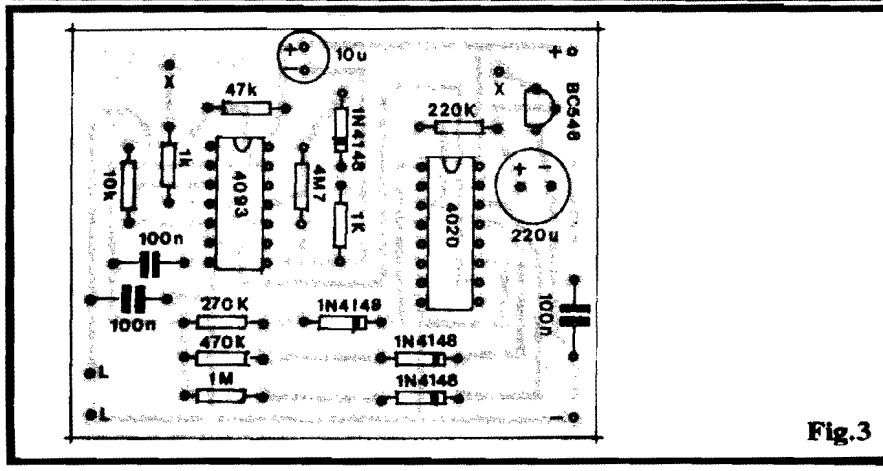 +
10u
-
+
X
X
47k
BC548
220K
1N4148
1k
10k
4093
4M7
4020
+ -
1K
220u
100n
100n
100n
270K
1N4148
470K
1N4148
1M
1N4148
L
L
-
Fig.3